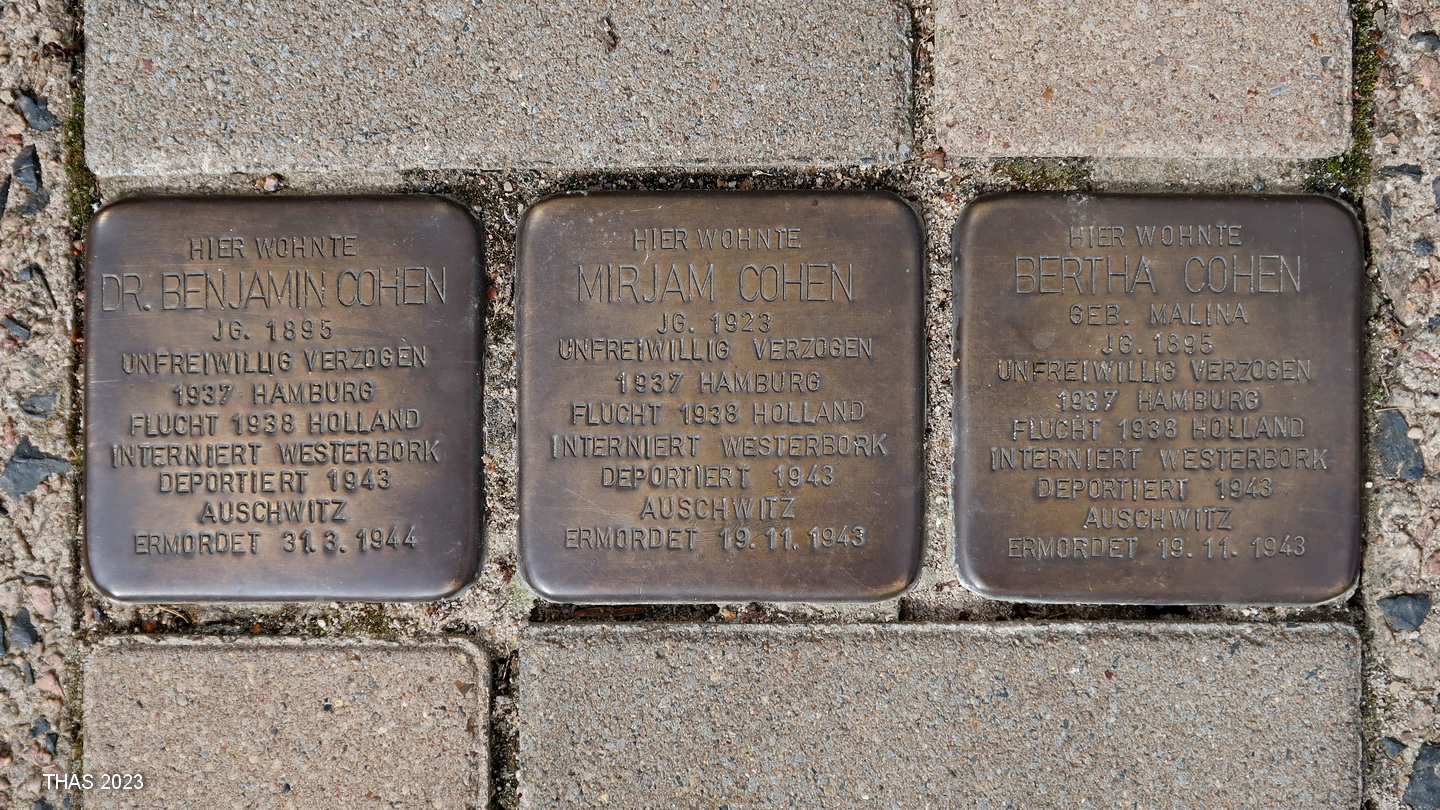 HIER WOHNTE
DR. BENJAMIN COHEN
JG. 1895
UNFREIWILLIG VERZOGEN
1937 HAMBURG
FLUCHT 1938 HOLLAND
INTERNIERT WESTERBORK
DEPORTIERT 1943
AUSCHWITZ
ERMORDET 31.3.1944
HIER WOHNTE
MIRJAM COHEN
JG. 1923
UNFREIWILLIG VERZOGEN
1937 HAMBURG
FLUCHT 1938 HOLLAND
INTERNIERT WESTERBORK
DEPORTIERT 1943
AUSCHWITZ
ERMORDET 19.11.1943
HIER WOHNTE
BERTHA COHEN
GEB. MALINA
JG. 1895
UNFREIWILLIG VERZOGEN
1937 HAMBURG
FLUCHT 1938 HOLLAND
INTERNIERT WESTERBORK
DEPORTIERT 1943
AUSCHWITZ
ERMORDET 19.11.1943
THAS 2023